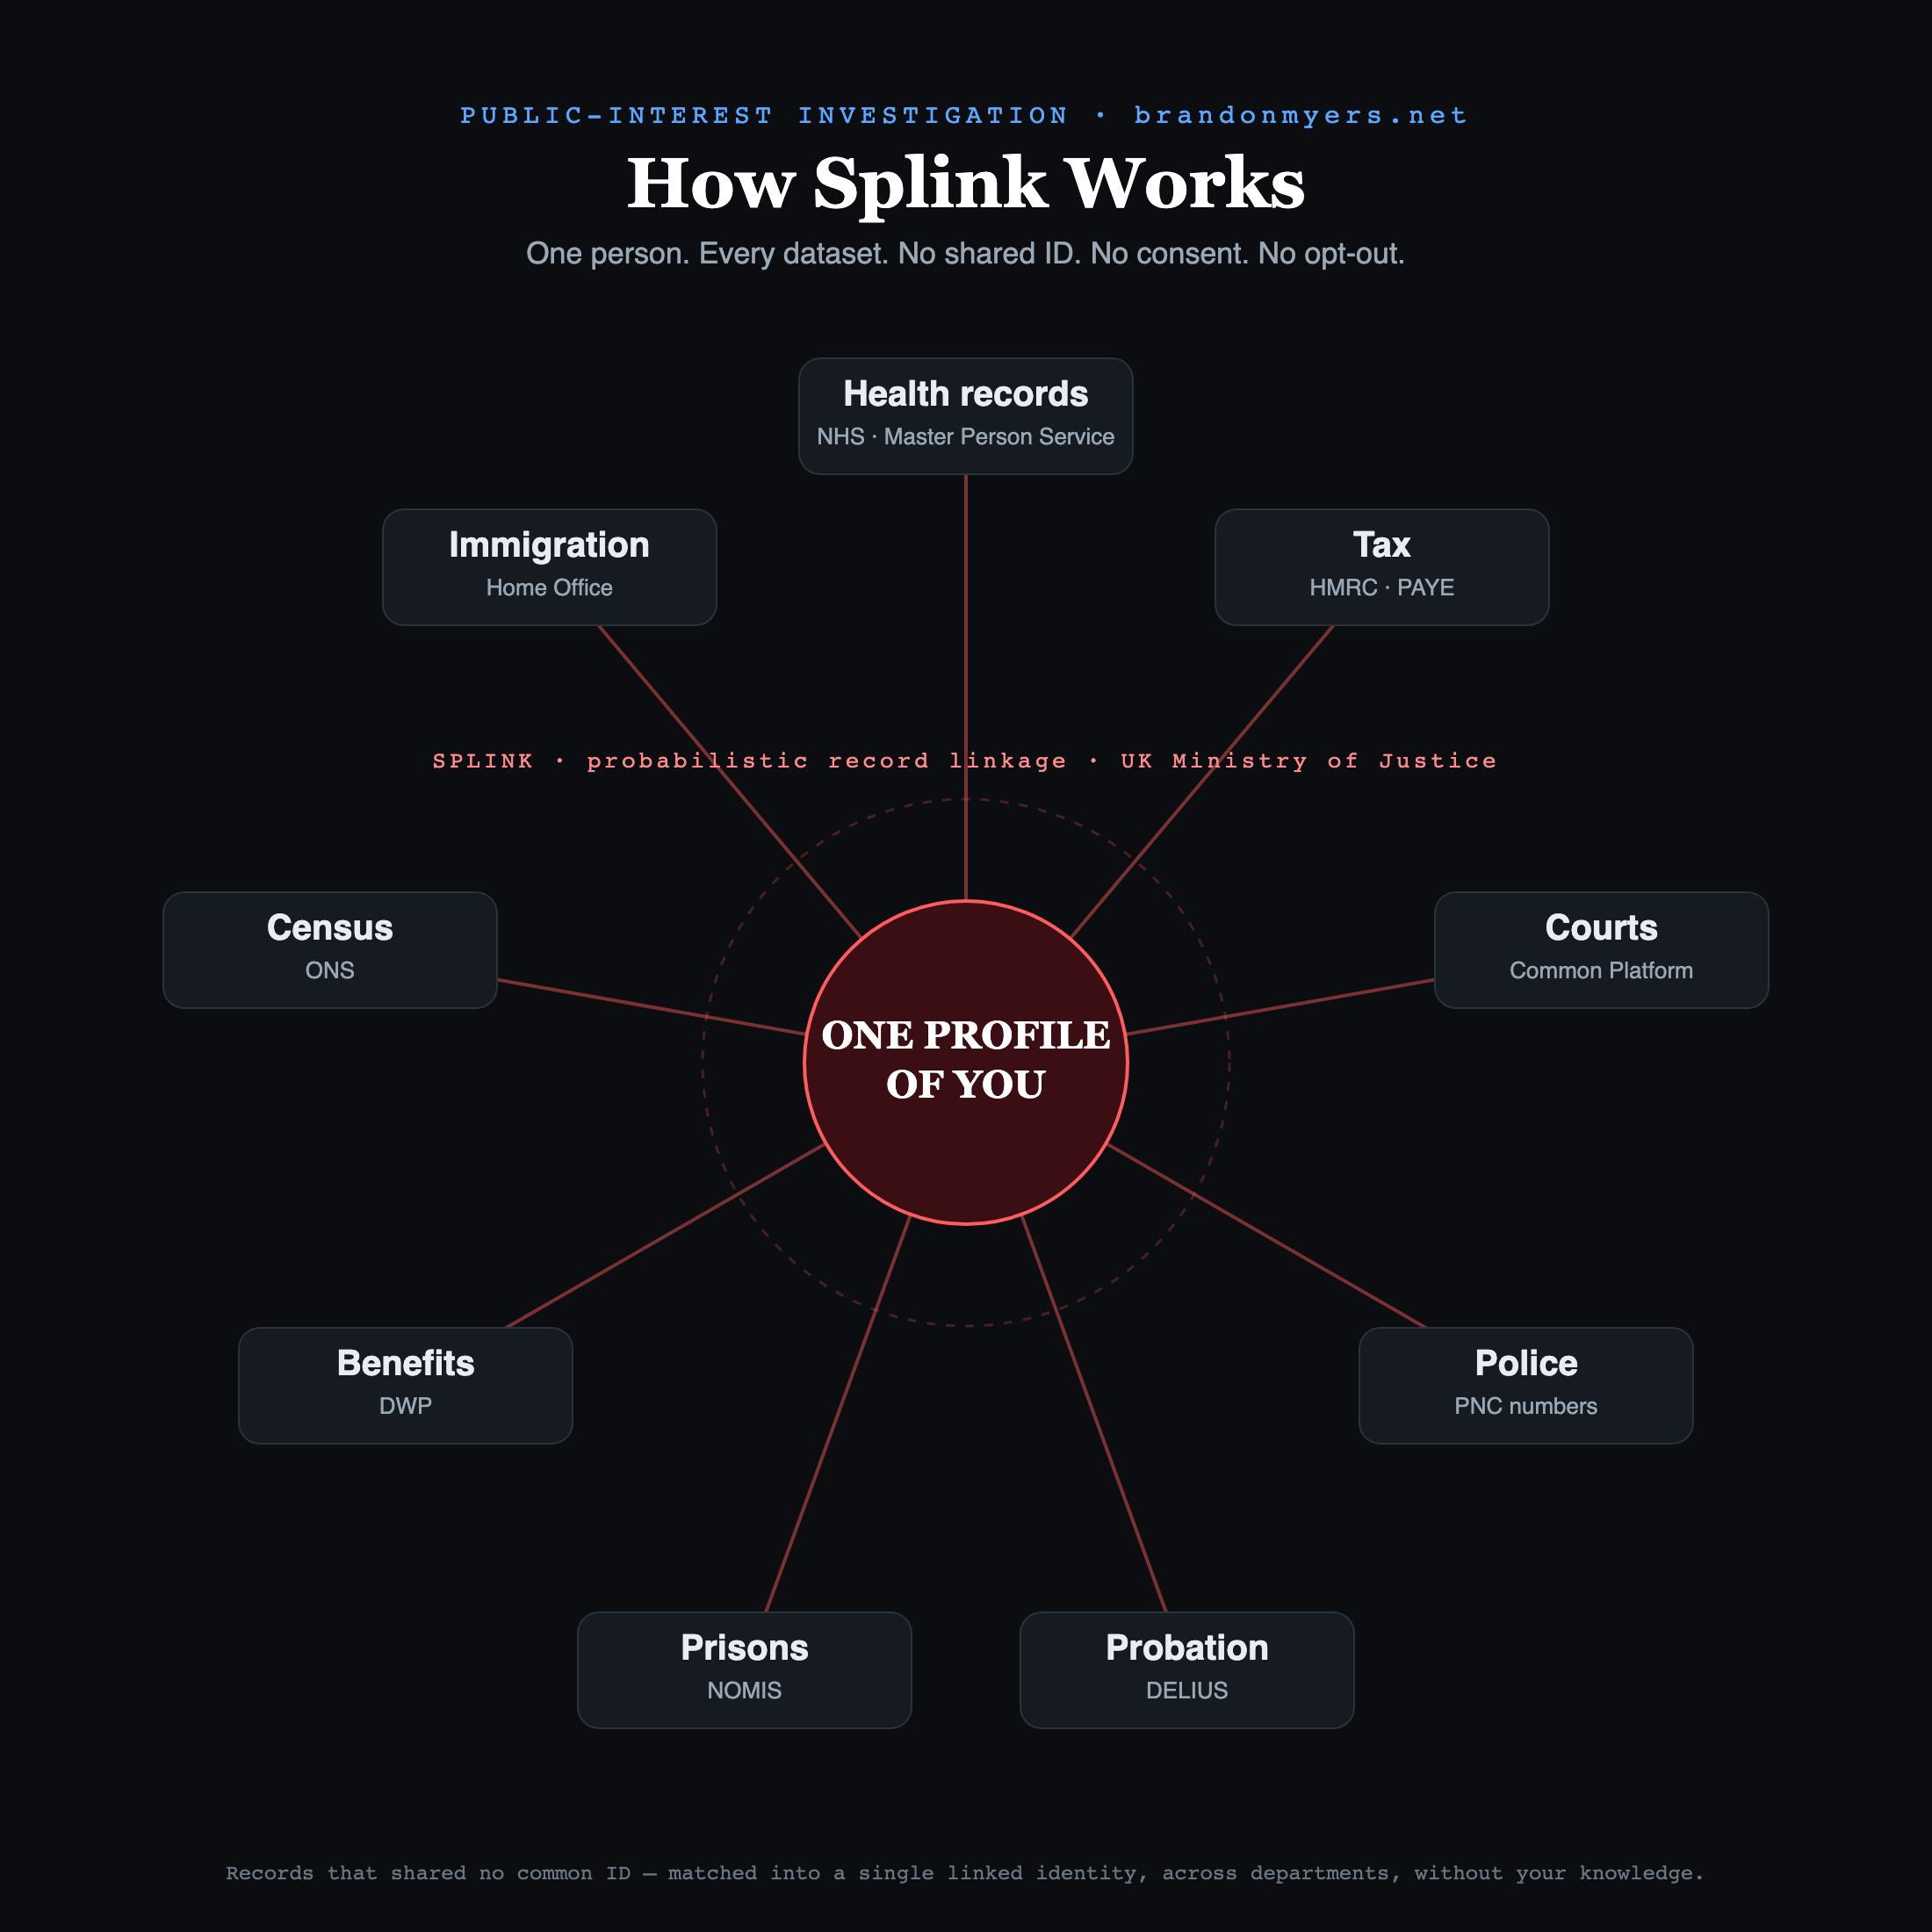 PUBLIC-INTEREST INVESTIGATION · brandonmyers.net
How Splink Works
One person. Every dataset. No shared ID. No consent. No opt-out.
Health records
NHS · Master Person Service
Immigration
Home Office
Tax
HMRC · PAYE
SPLINK · probabilistic record linkage · UK Ministry of Justice
Census
ONS
Courts
Common Platform
ONE PROFILE
OF YOU
Benefits
DWP
Police
PNC numbers
Prisons
NOMIS
Probation
DELIUS
Records that shared no common ID — matched into a single linked identity, across departments, without your knowledge.